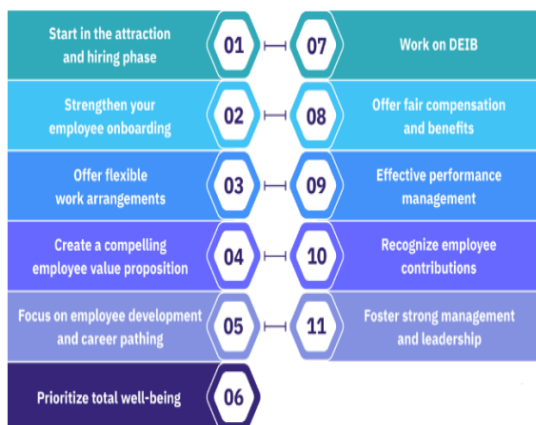 Start in the attraction
and hiring phase
01
Strengthen your
employee onboarding
02
Offer flexible
work arrangements
03
Create a compelling
employee value proposition
04
Focus on employee development
and career pathing
05
Prioritize total well-being
06
07
Work on DEIB
08
Offer fair compensation
and benefits
09
Effective performance
management
10
Recognize employee
contributions
11
Foster strong management
and leadership